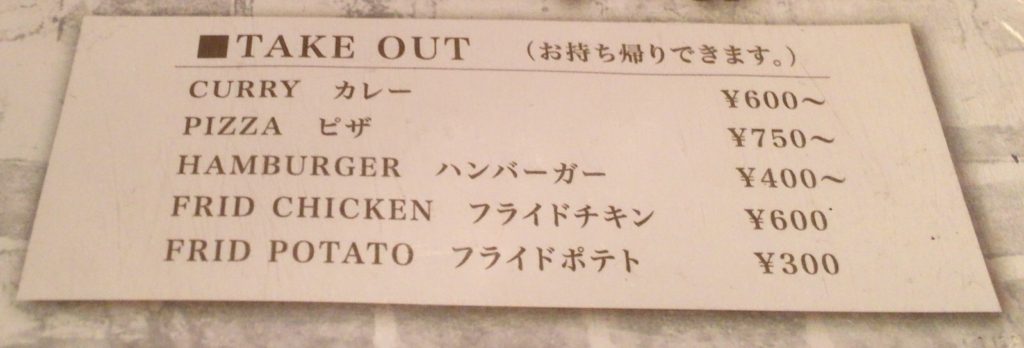 ■TAKE OUT （お持ち帰りできます。）
CURRY カレー ¥600～
PIZZA ピザ ¥750～
HAMBURGER ハンバーガー ¥400～
FRID CHICKEN フライドチキン ¥600
FRID POTATO フライドポテト ¥300